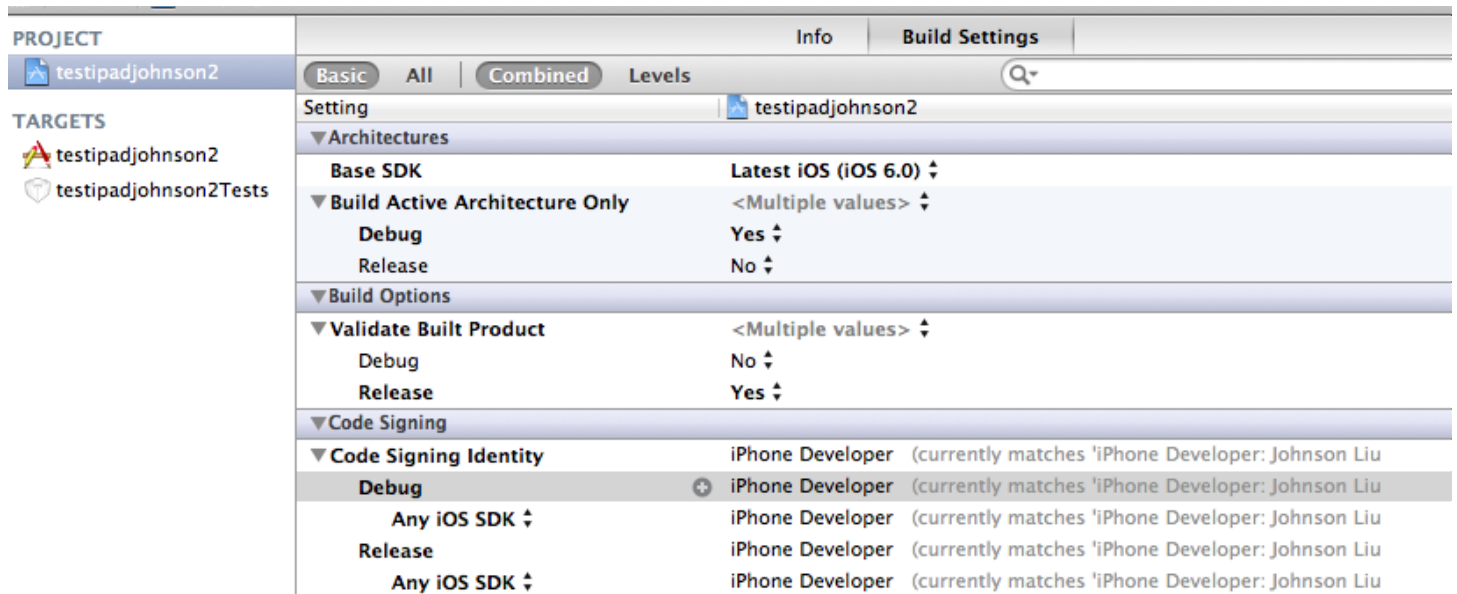 PROJECT
testipadjohnson2
TARGETS
testipadjohnson2
testipadjohnson2Tests
Info Build Settings
Basic All Combined Levels
Setting testipadjohnson2
Architectures
Base SDK Latest iOS (iOS 6.0)
Build Active Architecture Only <Multiple values>
Debug Yes
Release No
Build Options
Validate Built Product <Multiple values>
Debug No
Release Yes
Code Signing
Code Signing Identity iPhone Developer (currently matches 'iPhone Developer: Johnson Liu
Debug iPhone Developer (currently matches 'iPhone Developer: Johnson Liu
Any iOS SDK iPhone Developer (currently matches 'iPhone Developer: Johnson Liu
Release iPhone Developer (currently matches 'iPhone Developer: Johnson Liu
Any iOS SDK iPhone Developer (currently matches 'iPhone Developer: Johnson Liu